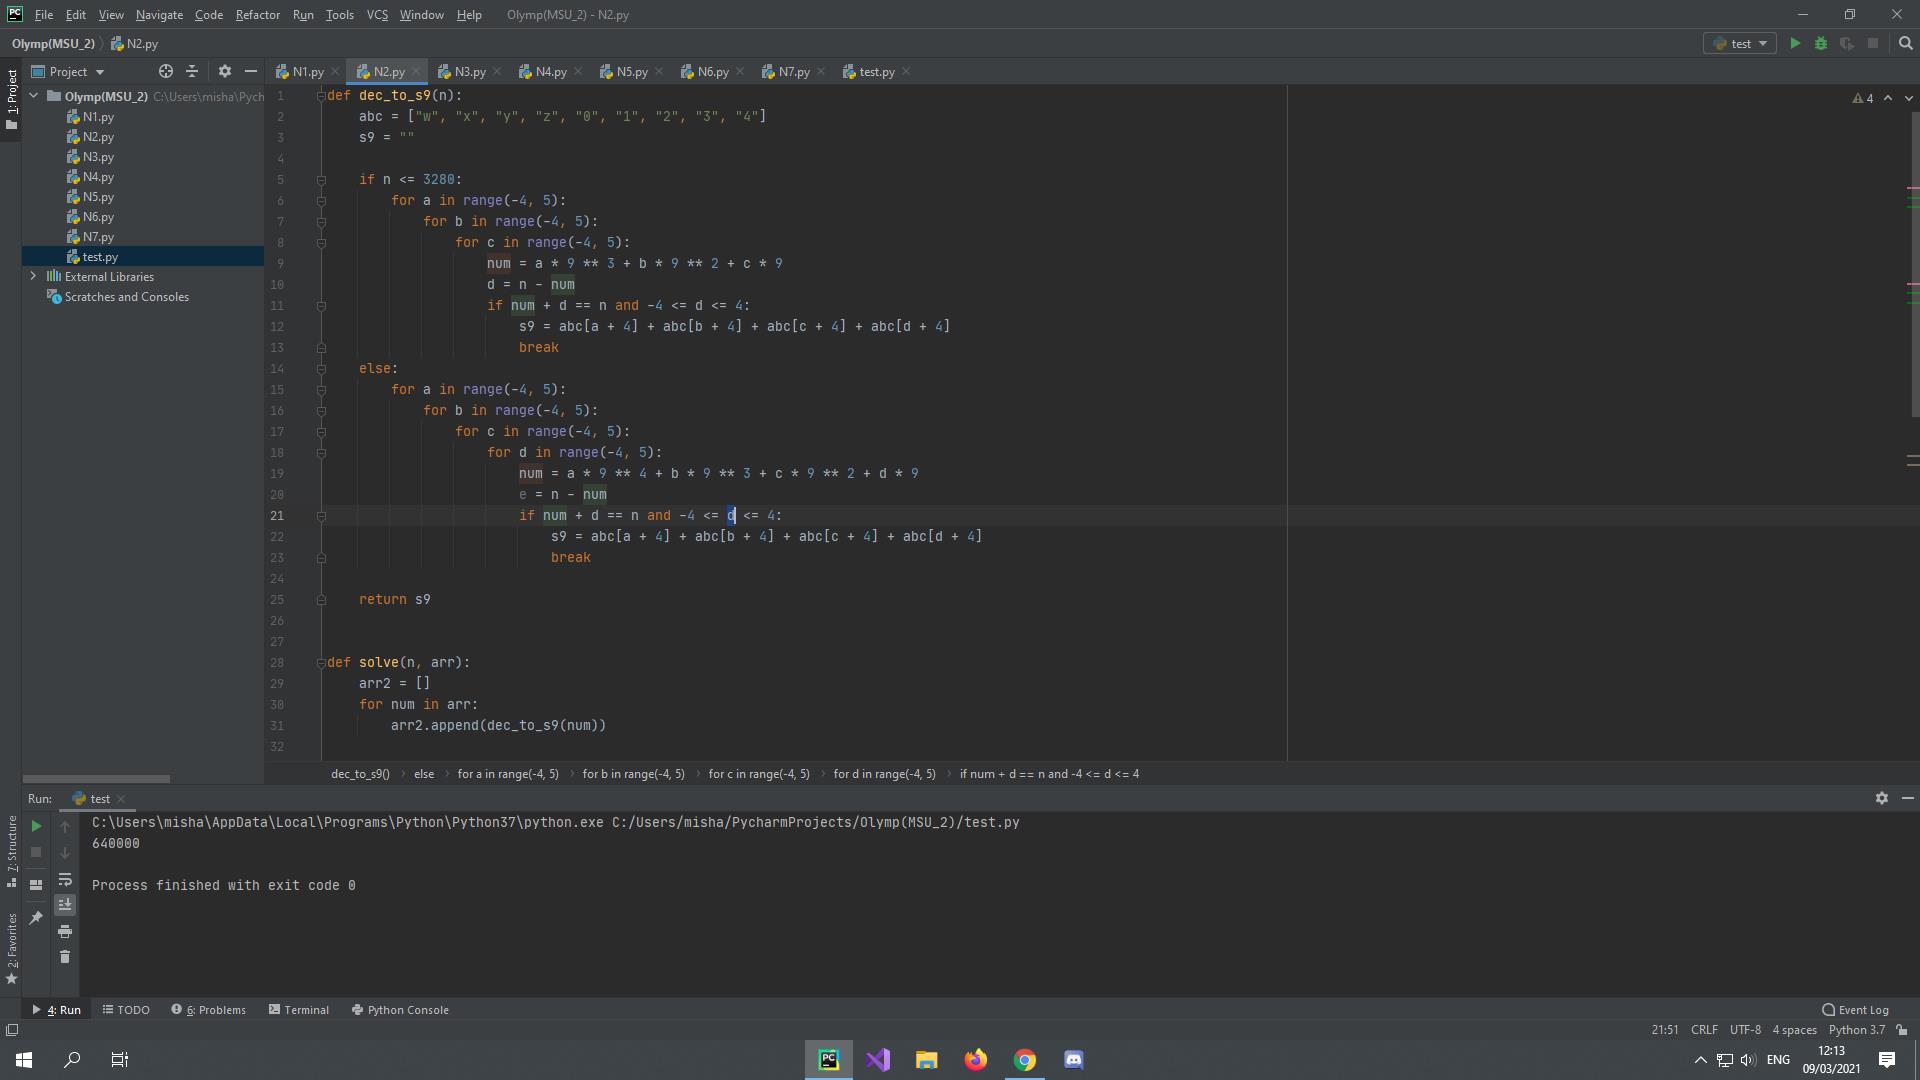 PC File Edit View Navigate Code Refactor Run Tools VCS Window Help Olymp(MSU_2) - N2.py
Olymp(MSU_2) N2.py test
1: Project
Project N1.py N2.py N3.py N4.py N5.py N6.py N7.py test.py
Olymp(MSU_2) C:\Users\misha\Pych
N1.py
N2.py
N3.py
N4.py
N5.py
N6.py
N7.py
test.py
External Libraries
Scratches and Consoles
4
1 def dec_to_s9(n):
2 abc = ["w", "x", "y", "z", "0", "1", "2", "3", "4"]
3 s9 = ""
4
5 if n <= 3280:
6 for a in range(-4, 5):
7 for b in range(-4, 5):
8 for c in range(-4, 5):
9 num = a * 9 ** 3 + b * 9 ** 2 + c * 9
10 d = n - num
11 if num + d == n and -4 <= d <= 4:
12 s9 = abc[a + 4] + abc[b + 4] + abc[c + 4] + abc[d + 4]
13 break
14 else:
15 for a in range(-4, 5):
16 for b in range(-4, 5):
17 for c in range(-4, 5):
18 for d in range(-4, 5):
19 num = a * 9 ** 4 + b * 9 ** 3 + c * 9 ** 2 + d * 9
20 e = n - num
21 if num + d == n and -4 <= d <= 4:
22 s9 = abc[a + 4] + abc[b + 4] + abc[c + 4] + abc[d + 4]
23 break
24
25 return s9
26
27
28 def solve(n, arr):
29 arr2 = []
30 for num in arr:
31 arr2.append(dec_to_s9(num))
32
dec_to_s9() › else › for a in range(-4, 5) › for b in range(-4, 5) › for c in range(-4, 5) › for d in range(-4, 5) › if num + d == n and -4 <= d <= 4
Run: test
C:\Users\misha\AppData\Local\Programs\Python\Python37\python.exe C:/Users/misha/PycharmProjects/Olymp(MSU_2)/test.py
640000
Process finished with exit code 0
7: Structure
2: Favorites
4: Run TODO 6: Problems Terminal Python Console Event Log
21:51 CRLF UTF-8 4 spaces Python 3.7
PC ENG 12:13
09/03/2021